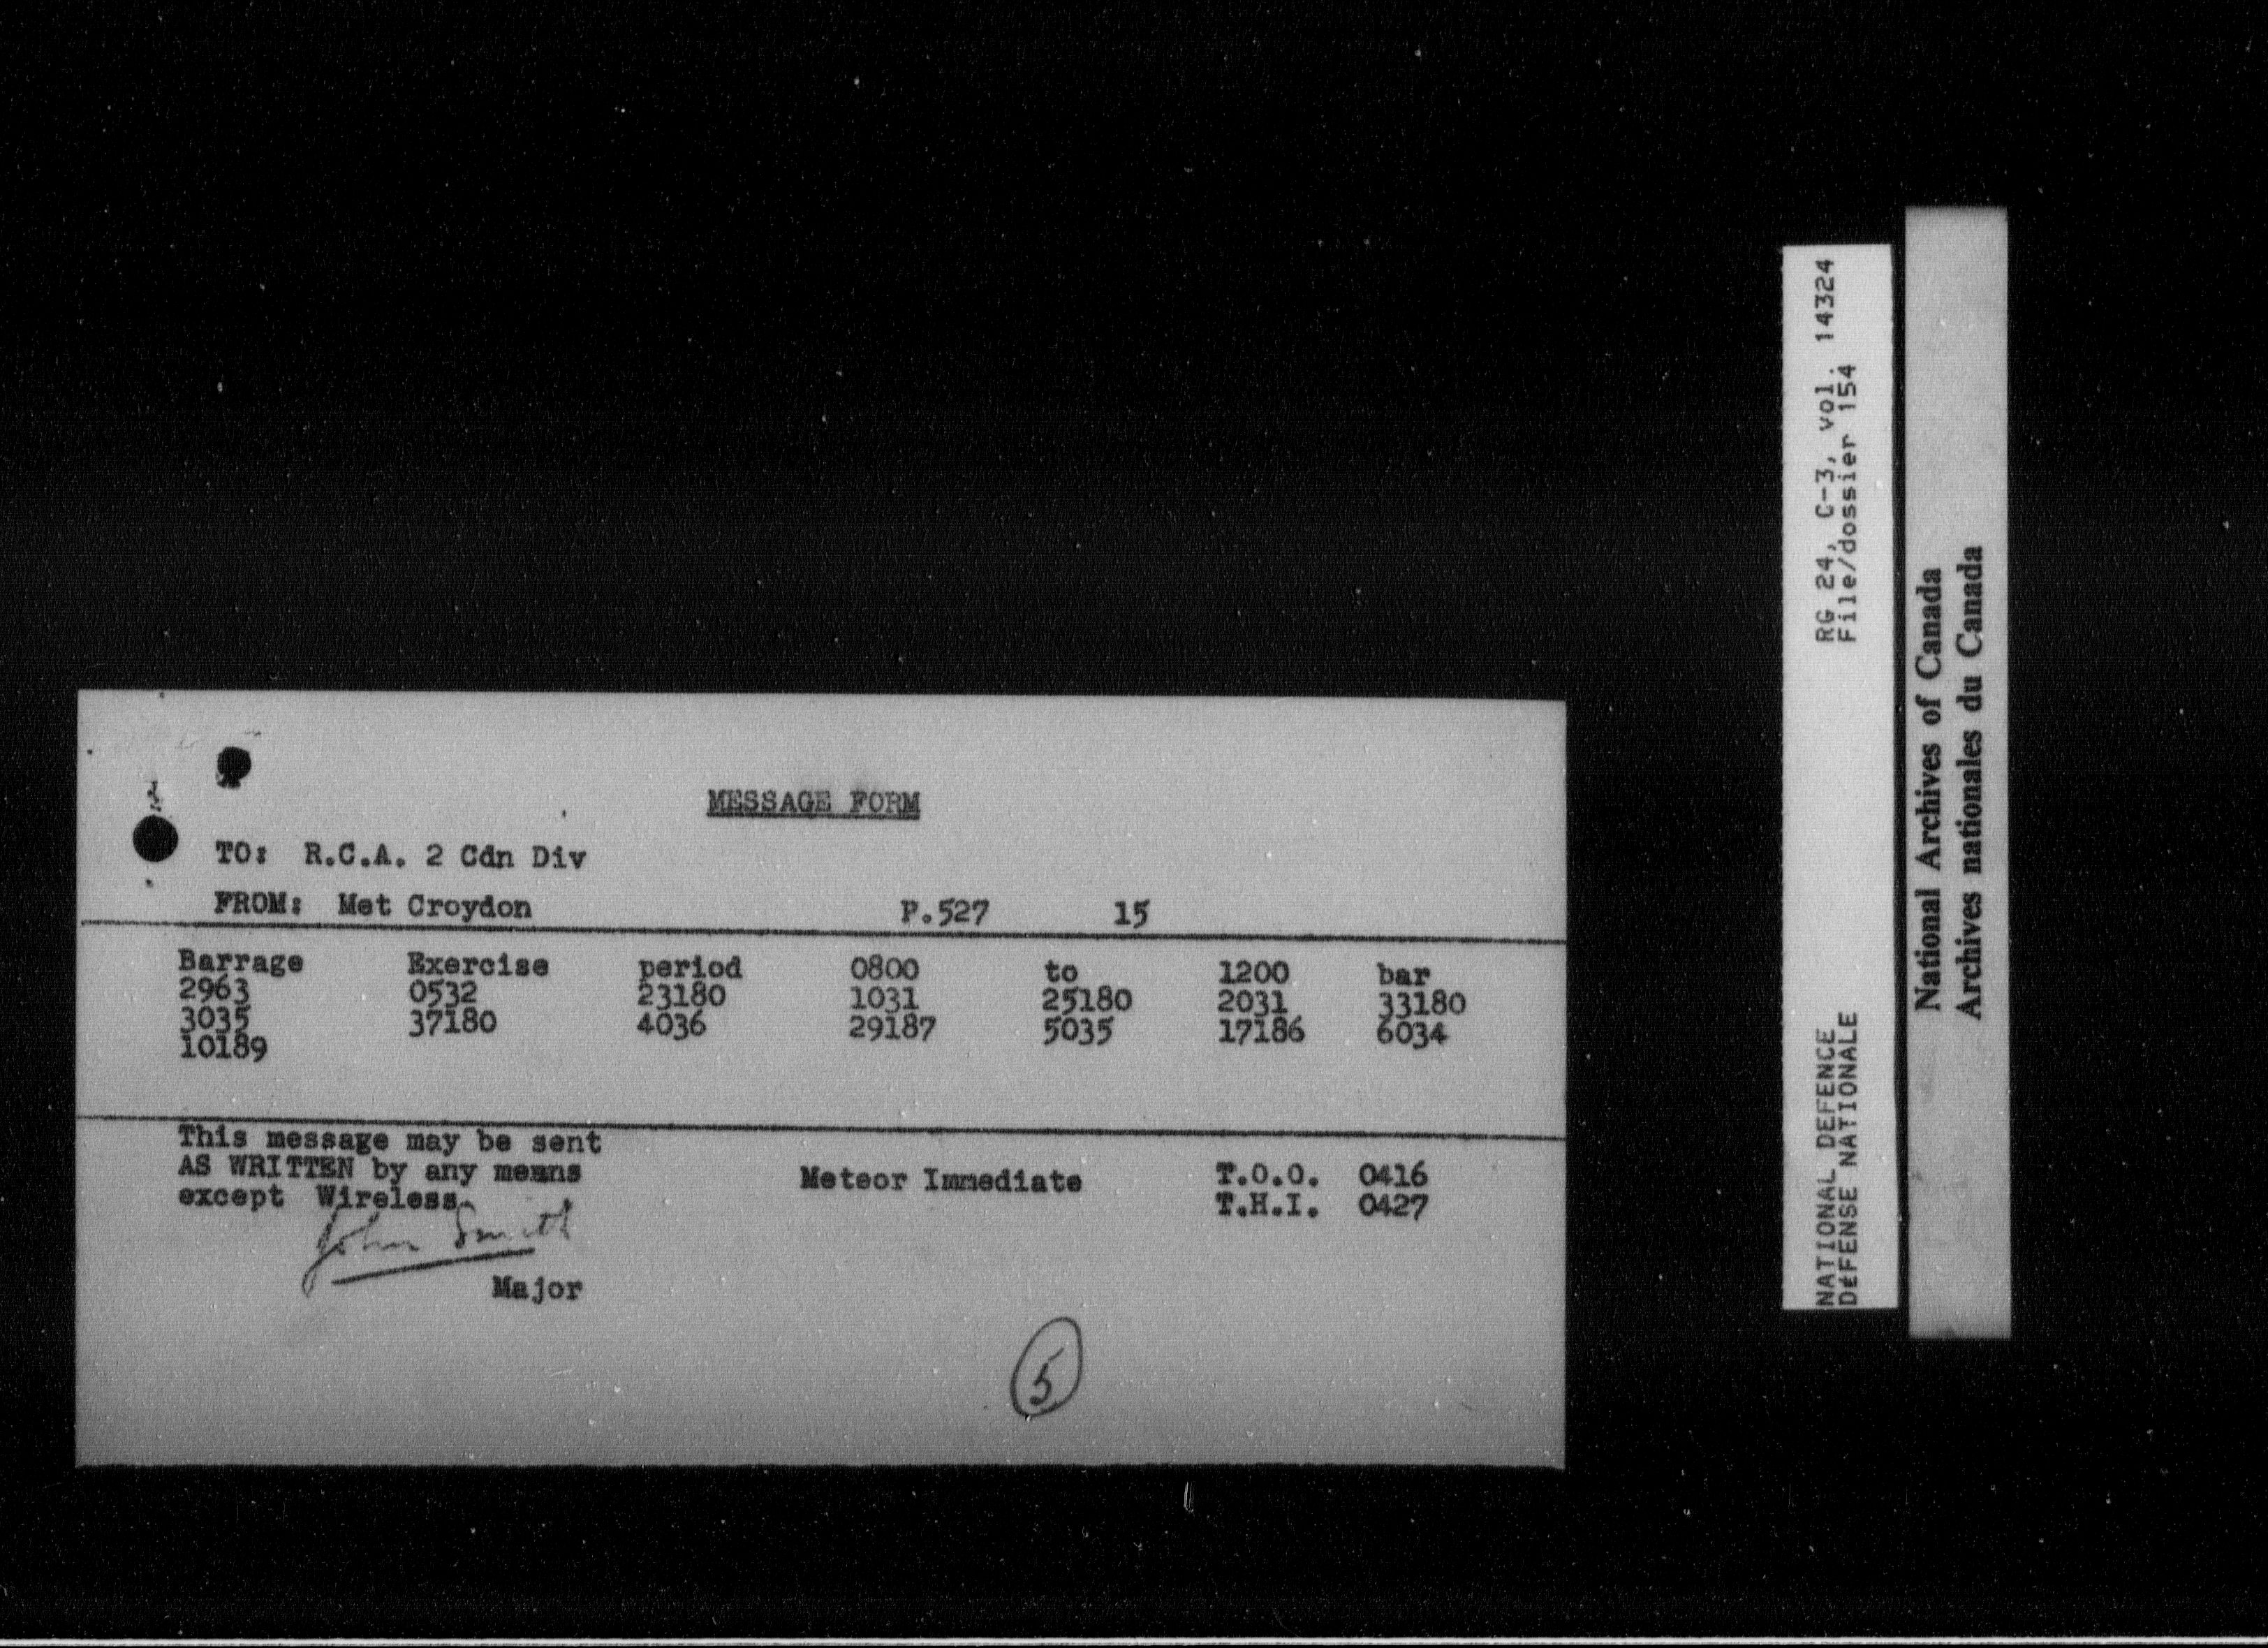 MESSAGE FORM
TO: R.C.A. 2 Cdn Div
FROM: Met Croydon P.527 15
Barrage Exercise period 0800 to 1200 bar
2963 0532 23180 1031 25180 2031 33180
3035 37180 4036 29187 5035 17186 6034
10189
This message may be sent
AS WRITTEN by any means
except Wireless
Meteor Immediate
T.O.O. 0416
T.H.I. 0427
John Smith
Major
5
RG 24, C-3, vol. 14324
File/dossier 154
NATIONAL DEFENCE
DÉFENSE NATIONALE
National Archives of Canada
Archives nationales du Canada